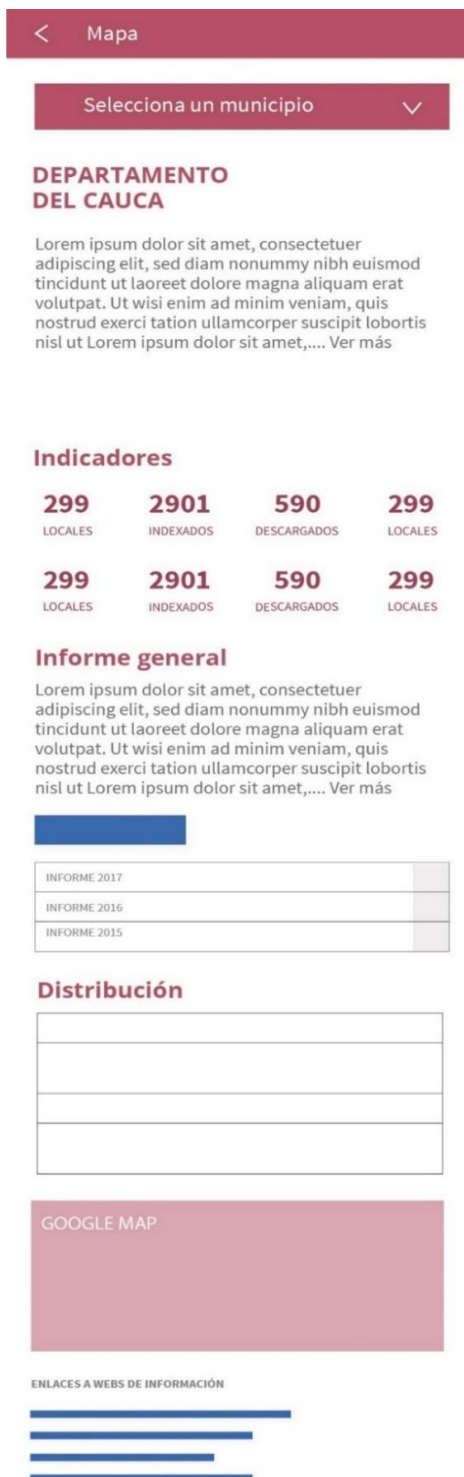 Mapa
Selecciona un municipio
DEPARTAMENTO
DEL CAUCA
Lorem ipsum dolor sit amet, consectetuer
adipiscing elit, sed diam nonummy nibh euismod
tincidunt ut laoreet dolore magna aliquam erat
volutpat. Ut wisi enim ad minim veniam, quis
nostrud exerci tation ullamcorper suscipit lobortis
nisl ut Lorem ipsum dolor sit amet,.... Ver más
Indicadores
299 2901 590 299
LOCALES INDEXADOS DESCARGADOS LOCALES
299 2901 590 299
LOCALES INDEXADOS DESCARGADOS LOCALES
Informe general
Lorem ipsum dolor sit amet, consectetuer
adipiscing elit, sed diam nonummy nibh euismod
tincidunt ut laoreet dolore magna aliquam erat
volutpat. Ut wisi enim ad minim veniam, quis
nostrud exerci tation ullamcorper suscipit lobortis
nisl ut Lorem ipsum dolor sit amet,.... Ver más
INFORME 2017
INFORME 2016
INFORME 2015
Distribución
GOOGLE MAP
ENLACES A WEBS DE INFORMACIÓN